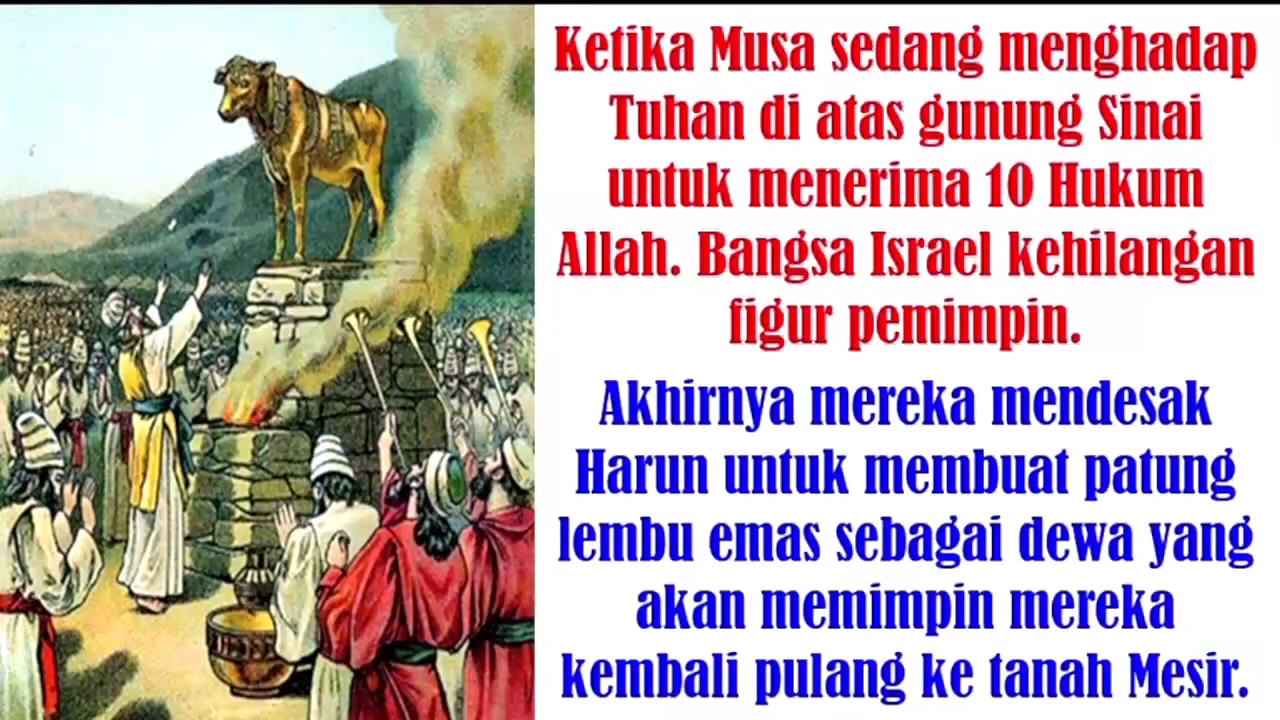 Ketika Musa sedang menghadap
Tuhan di atas gunung Sinai
untuk menerima 10 Hukum
Allah. Bangsa Israel kehilangan
figur pemimpin.
Akhirnya mereka mendesak
Harun untuk membuat patung
lembu emas sebagai dewa yang
akan memimpin mereka
kembali pulang ke tanah Mesir.